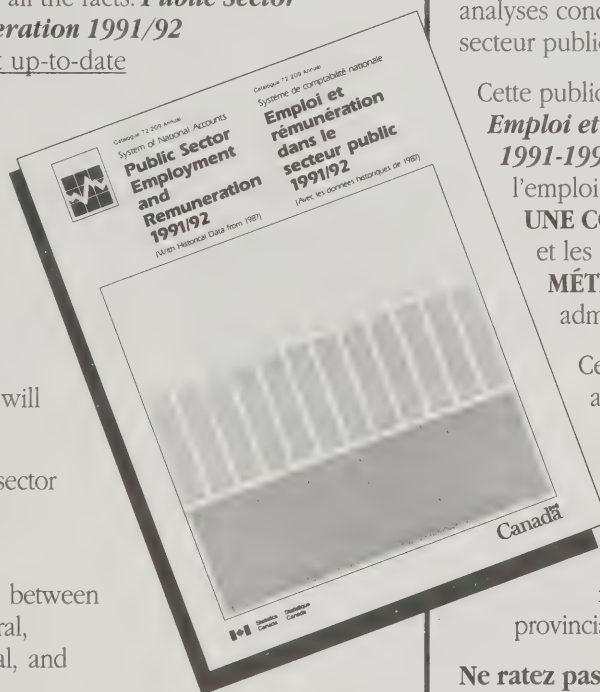 all the facts. Public Sector
eration 1991/92
t up-to-date
will
sector
between
ral,
al, and
Catalogue 72 209 Annuel
System of National Accounts
Public Sector
Employment
and
Remuneration
1991/92
[With Historical Data from 1987]
Catalogue 72 209 Annuel
Système de comptabilité nationale
Emploi et
rémunération
dans le
secteur public
1991/92
[Avec les données historiques de 1987]
Canada
Statistics
Canada
Statistique
Canada
analyses conc
secteur public
Cette public
Emploi et
1991-199
l'emploi
UNE CO
et les
MÉT
adm
Ce
a
provincia
Ne ratez pas